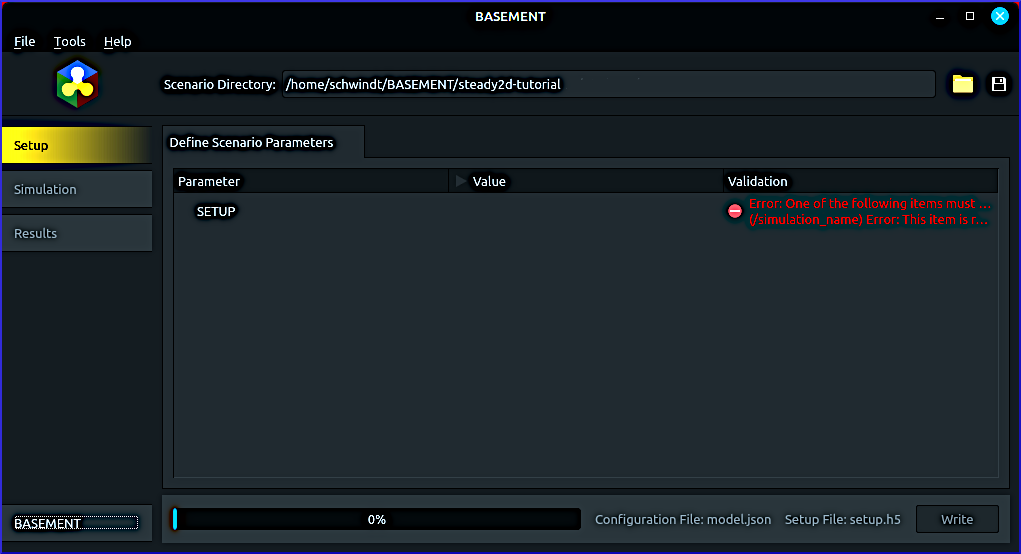 BASEMENT
File Tools Help
Scenario Directory: /home/schwindt/BASEMENT/steady2d-tutorial
Setup
Simulation
Results
Define Scenario Parameters
Parameter Value Validation
SETUP
Error: One of the following items must ...
(/simulation_name) Error: This item is r...
BASEMENT
0%
Configuration File: model.json Setup File: setup.h5 Write